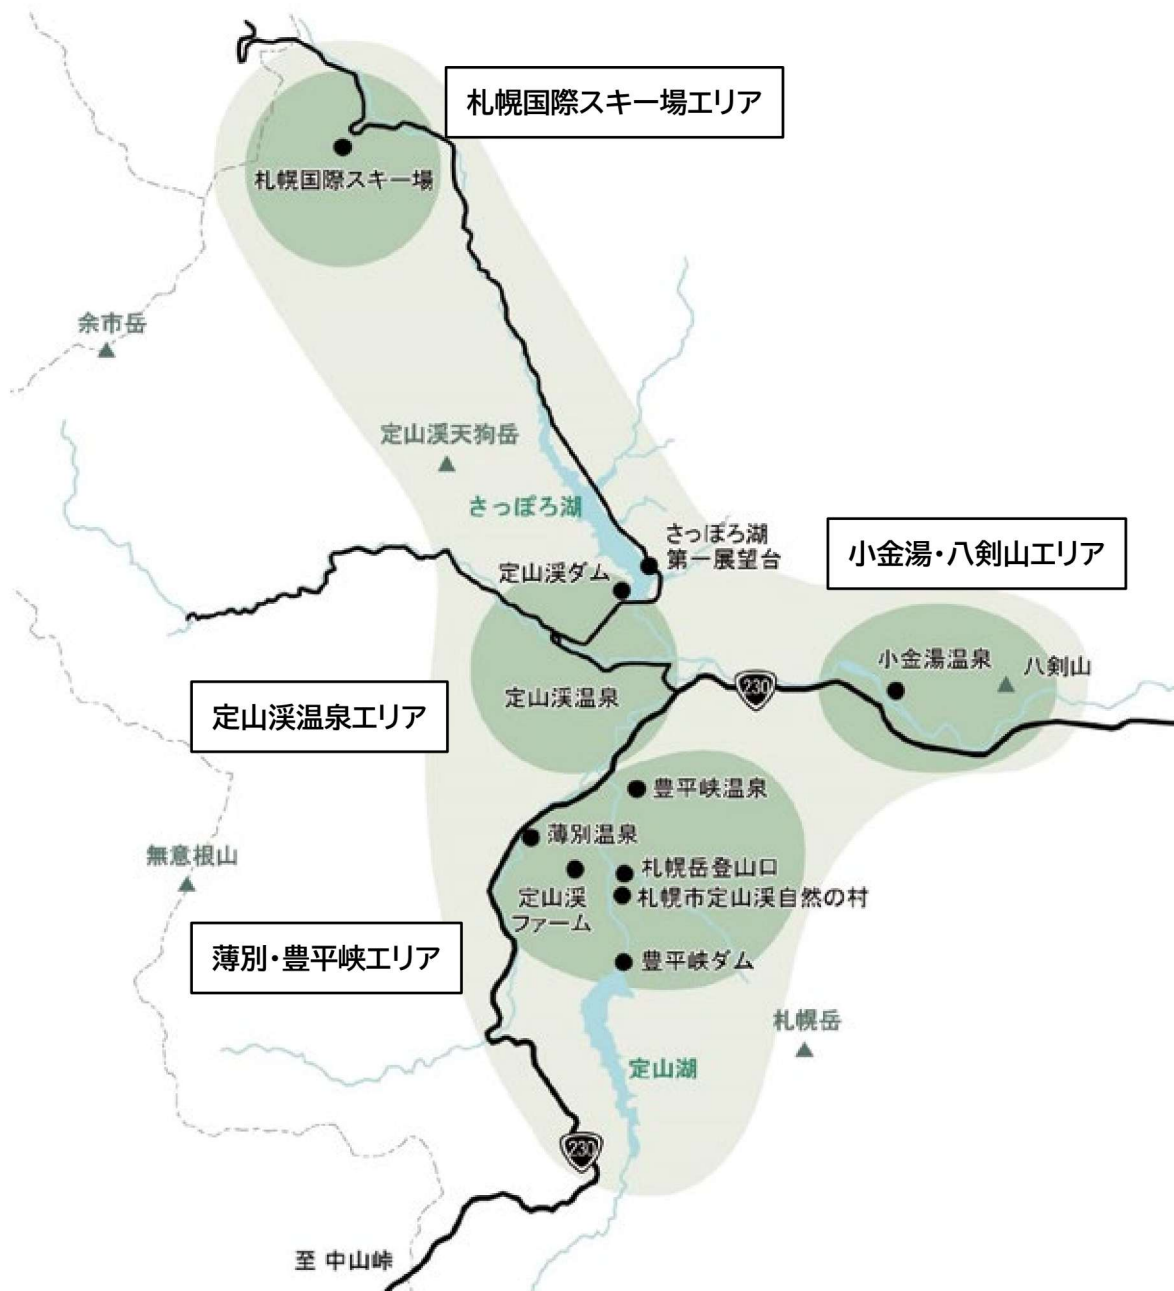 札幌国際スキー場エリア
札幌国際スキー場
余市岳
定山渓天狗岳
さっぽろ湖
さっぽろ湖
第一展望台
小金湯・八剣山エリア
定山渓ダム
小金湯温泉
八剣山
定山渓温泉エリア
定山渓温泉
230
豊平峡温泉
薄別温泉
無意根山
札幌岳登山口
定山渓
ファーム
札幌市定山渓自然の村
薄別・豊平峡エリア
豊平峡ダム
札幌岳
定山湖
230
至 中山峠